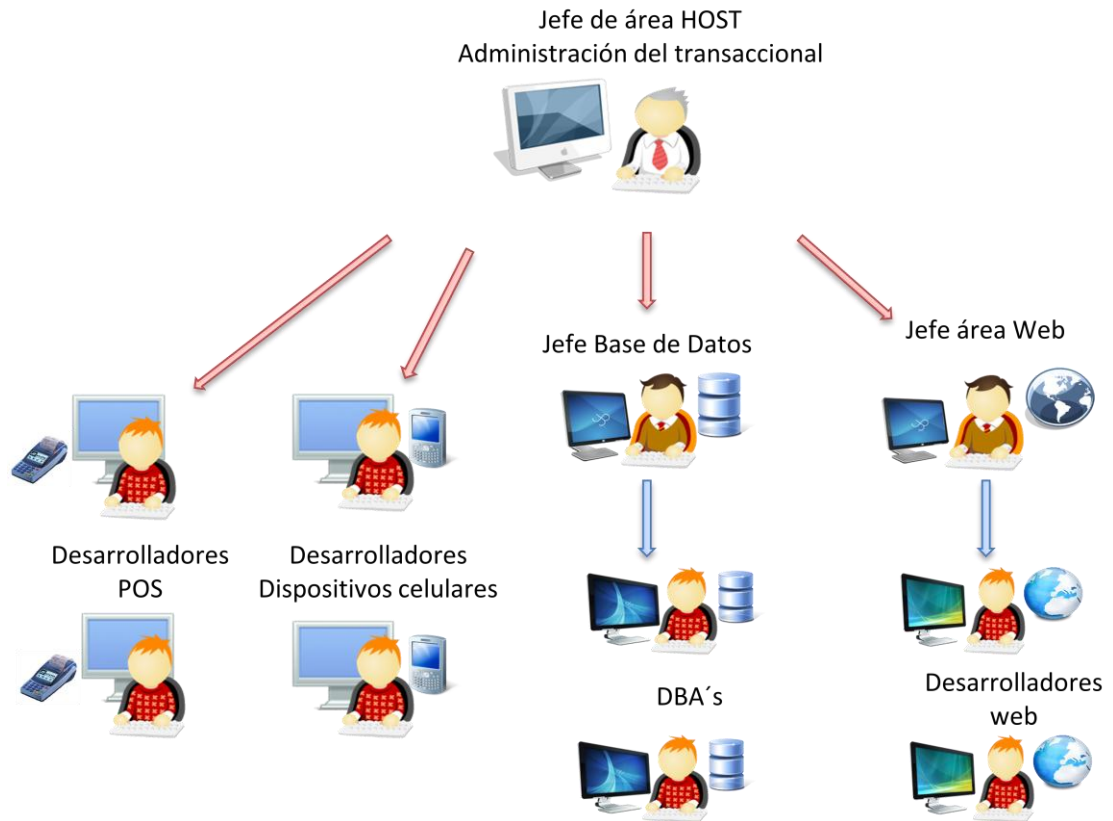 Jefe de área HOST
Administración del transaccional
Jefe Base de Datos
Jefe área Web
Desarrolladores
POS
Desarrolladores
Dispositivos celulares
DBA´s
Desarrolladores
web